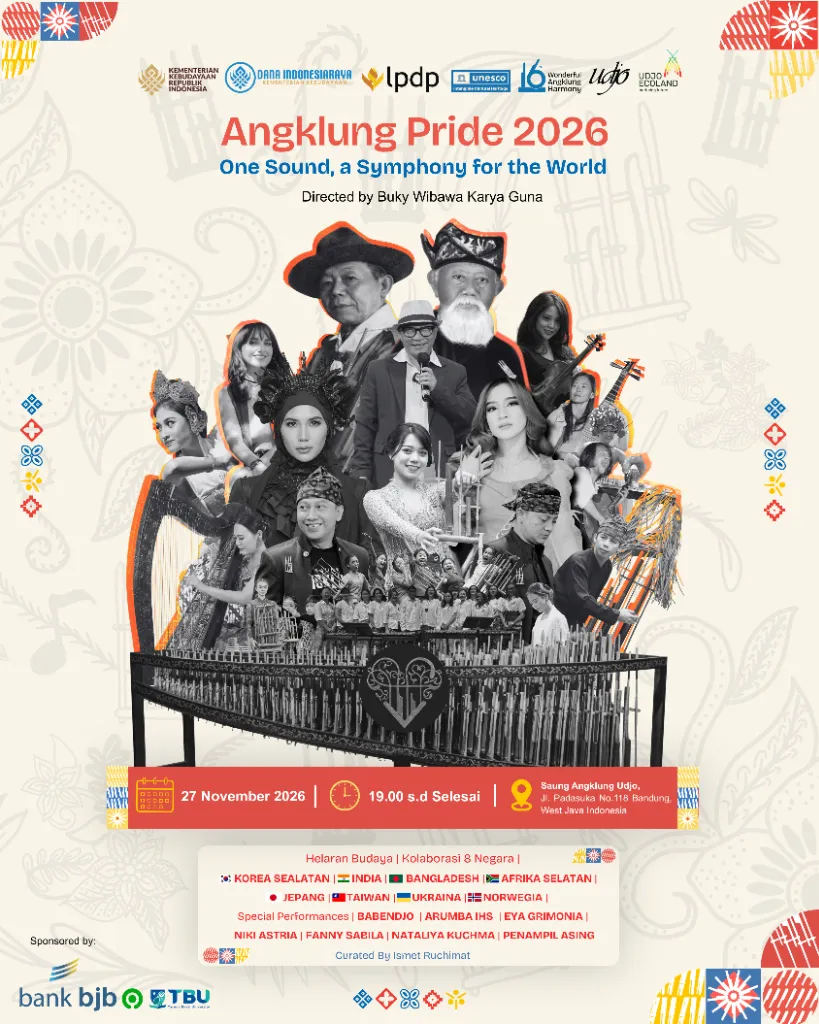 KEMENTERIAN
KEBUDAYAAN
REPUBLIK
INDONESIA
DANA INDONESIARAYA
KEMENTERIAN KEBUDAYAAN
lpdp
unesco
16
Wonderful
Angklung
Harmony
udjo
UDJO
ECOLAND
Angklung Pride 2026
One Sound, a Symphony for the World
Directed by Buky Wibawa Karya Guna
27 November 2026 | 19.00 s.d Selesai |
Saung Angklung Udjo,
Jl. Padasuka No.118 Bandung,
West Java Indonesia
Helaran Budaya | Kolaborasi 8 Negara |
KOREA SEALATAN | INDIA | BANGLADESH | AFRIKA SELATAN |
JEPANG | TAIWAN | UKRAINA | NORWEGIA |
Special Performances | BABENDJO | ARUMBA IHS | EYA GRIMONIA |
NIKI ASTRIA | FANNY SABILA | NATALIYA KUCHMA | PENAMPIL ASING
Curated By Ismet Ruchimat
Sponsored by:
bank bjb
TBU